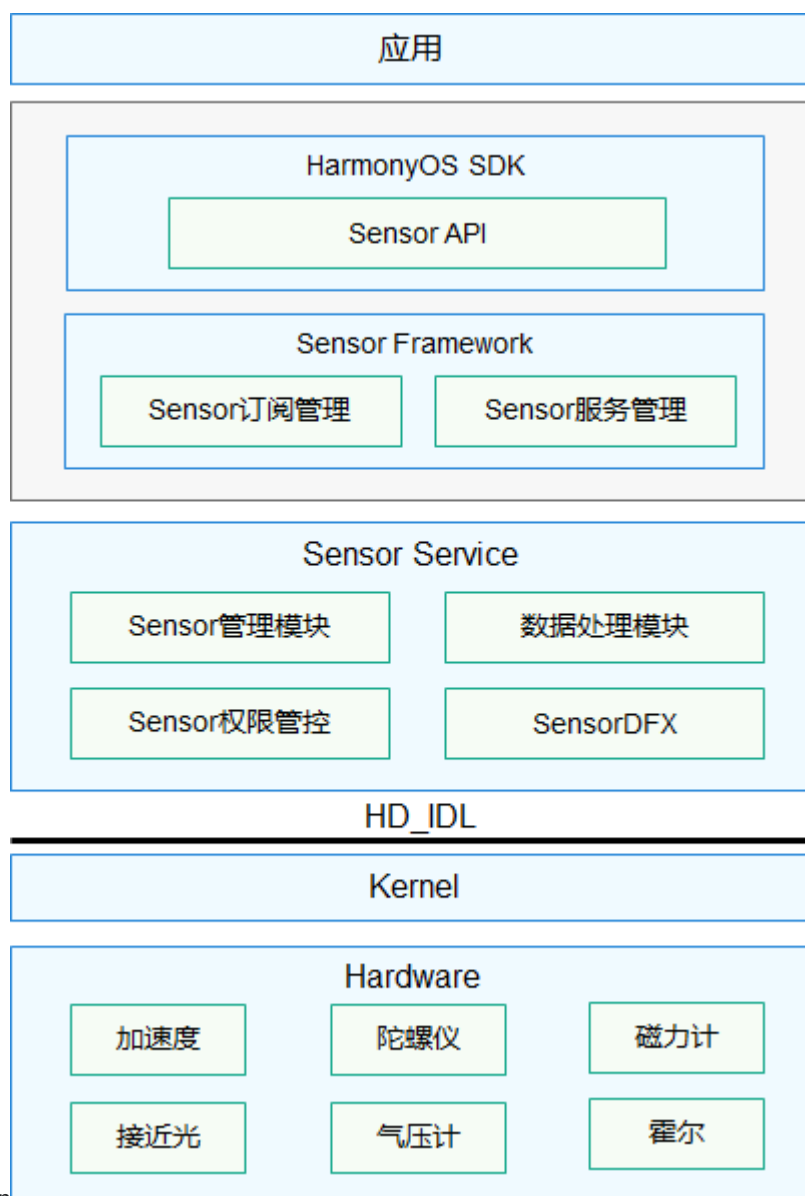 应用
HarmonyOS SDK
Sensor API
Sensor Framework
Sensor订阅管理 Sensor服务管理
Sensor Service
Sensor管理模块 数据处理模块
Sensor权限管控 SensorDFX
HD_IDL
Kernel
Hardware
加速度 陀螺仪 磁力计
接近光 气压计 霍尔